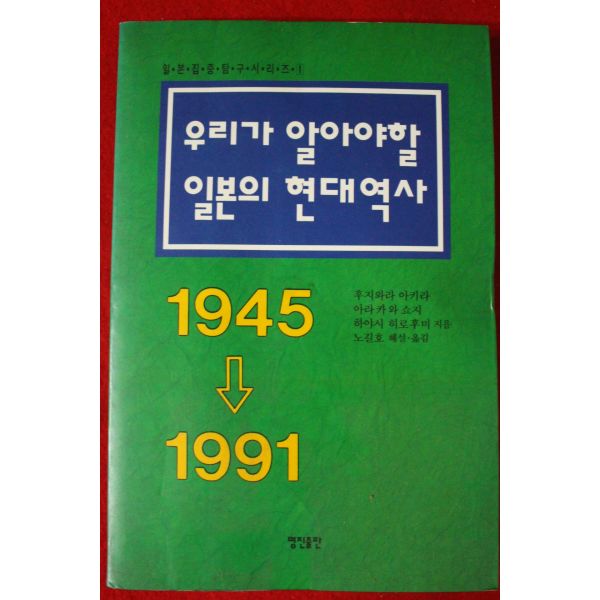 일·본·집·중·탐·구·시·리·즈·1
우리가 알아야할
일본의 현대역사
1945
1991
후지와라 아키라
아라카와 쇼지
하야시 히로후미 지음
노길호 해설·옮김
명진출판